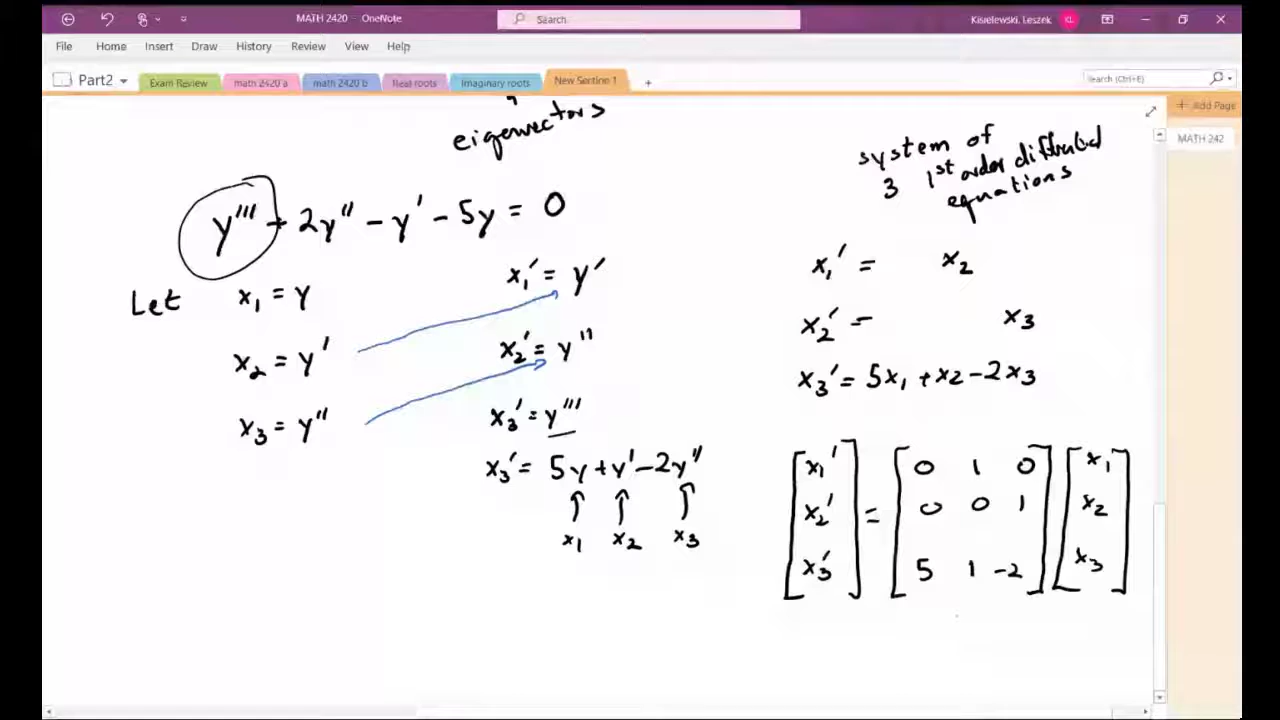 MATH 2420 - OneNote
Search
Kisielewski, Leszek
KL
File Home Insert Draw History Review View Help
Part2
Exam Review
math 2420 a
math 2420 b
Real roots
Imaginary roots
New Section 1
+
Search (Ctrl+E)
+ Add Page
MATH 242
eigenvectors
y''' + 2y'' - y' - 5y = 0
Let
x₁ = y
x₂ = y'
x₃ = y''
x₁' = y'
x₂' = y''
x₃' = y'''
x₃' = 5y + y' - 2y''
↑ ↑ ↑
x₁ x₂ x₃
system of
3 1st order
equations
x₁' = x₂
x₂' = x₃
x₃' = 5x₁ + x₂ - 2x₃
[x₁' 0 1 0 x₁
x₂' = 0 0 1 x₂
x₃' 5 1 -2 x₃]